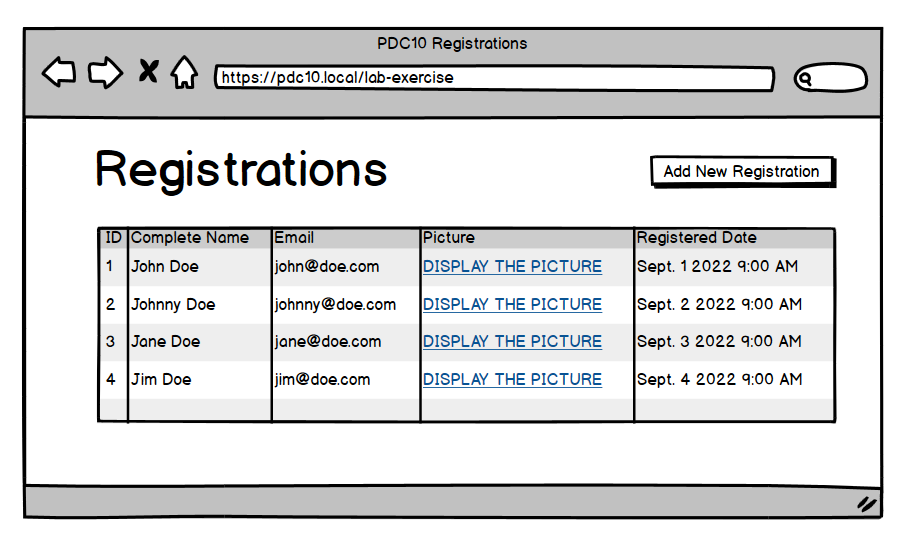 PDC10 Registrations
https://pdc10.local/lab-exercise
Registrations
Add New Registration
ID Complete Name Email Picture Registered Date
1 John Doe john@doe.com DISPLAY THE PICTURE Sept. 1 2022 9:00 AM
2 Johnny Doe johnny@doe.com DISPLAY THE PICTURE Sept. 2 2022 9:00 AM
3 Jane Doe jane@doe.com DISPLAY THE PICTURE Sept. 3 2022 9:00 AM
4 Jim Doe jim@doe.com DISPLAY THE PICTURE Sept. 4 2022 9:00 AM